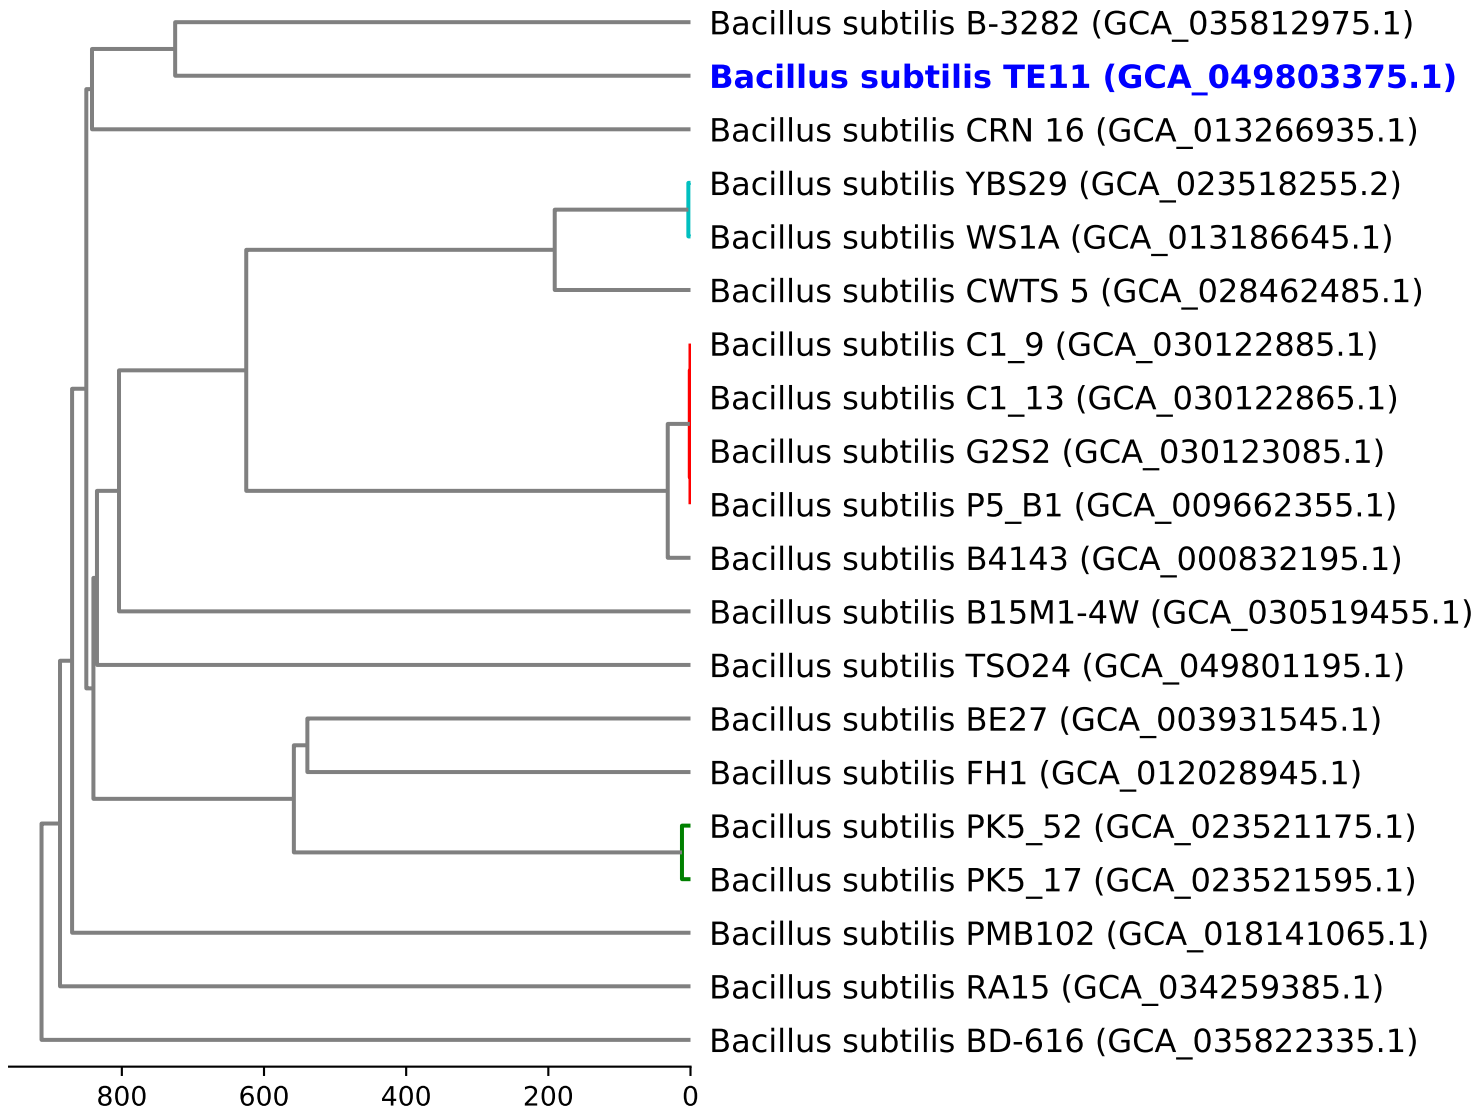 Bacillus subtilis B-3282 (GCA_035812975.1)
Bacillus subtilis TE11 (GCA_049803375.1)
Bacillus subtilis CRN 16 (GCA_013266935.1)
Bacillus subtilis YBS29 (GCA_023518255.2)
Bacillus subtilis WS1A (GCA_013186645.1)
Bacillus subtilis CWTS 5 (GCA_028462485.1)
Bacillus subtilis C1_9 (GCA_030122885.1)
Bacillus subtilis C1_13 (GCA_030122865.1)
Bacillus subtilis G2S2 (GCA_030123085.1)
Bacillus subtilis P5_B1 (GCA_009662355.1)
Bacillus subtilis B4143 (GCA_000832195.1)
Bacillus subtilis B15M1-4W (GCA_030519455.1)
Bacillus subtilis TSO24 (GCA_049801195.1)
Bacillus subtilis BE27 (GCA_003931545.1)
Bacillus subtilis FH1 (GCA_012028945.1)
Bacillus subtilis PK5_52 (GCA_023521175.1)
Bacillus subtilis PK5_17 (GCA_023521595.1)
Bacillus subtilis PMB102 (GCA_018141065.1)
Bacillus subtilis RA15 (GCA_034259385.1)
Bacillus subtilis BD-616 (GCA_035822335.1)
800 600 400 200 0